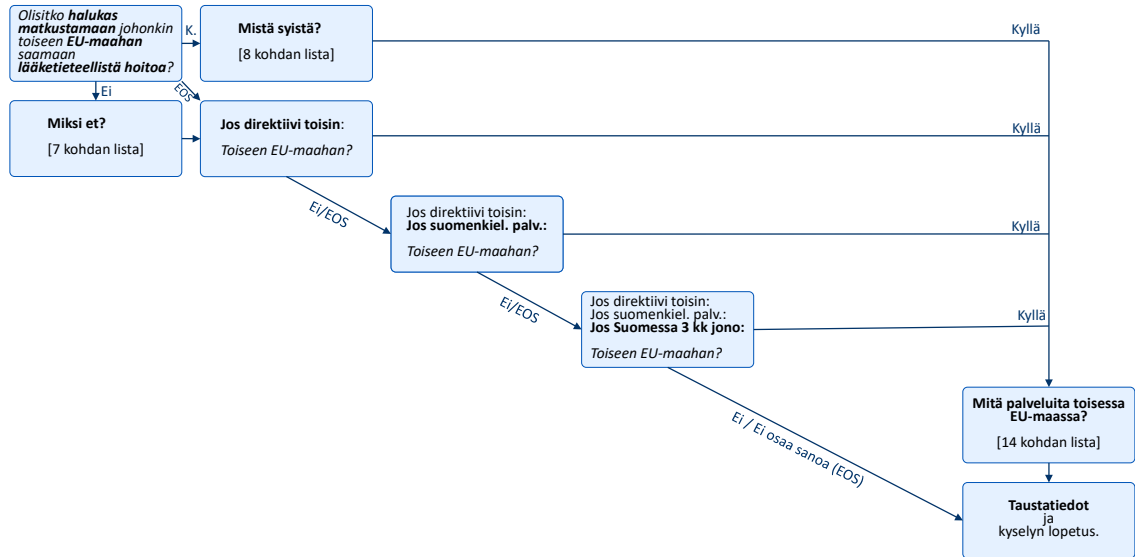 Olisitko halukas
matkustamaan johonkin
toiseen EU-maahan
saamaan
lääketieteellistä hoitoa?
K.
Mistä syistä?
[8 kohdan lista]
Kyllä
Ei
EOS
Miksi et?
[7 kohdan lista]
Jos direktiivi toisin:
Toiseen EU-maahan?
Kyllä
Ei/EOS
Jos direktiivi toisin:
Jos suomenkiel. palv.:
Toiseen EU-maahan?
Kyllä
Ei/EOS
Jos direktiivi toisin:
Jos suomenkiel. palv.:
Jos Suomessa 3 kk jono:
Toiseen EU-maahan?
Kyllä
Ei / Ei osaa sanoa (EOS)
Mitä palveluita toisessa
EU-maassa?
[14 kohdan lista]
Taustatiedot
ja
kyselyn lopetus.